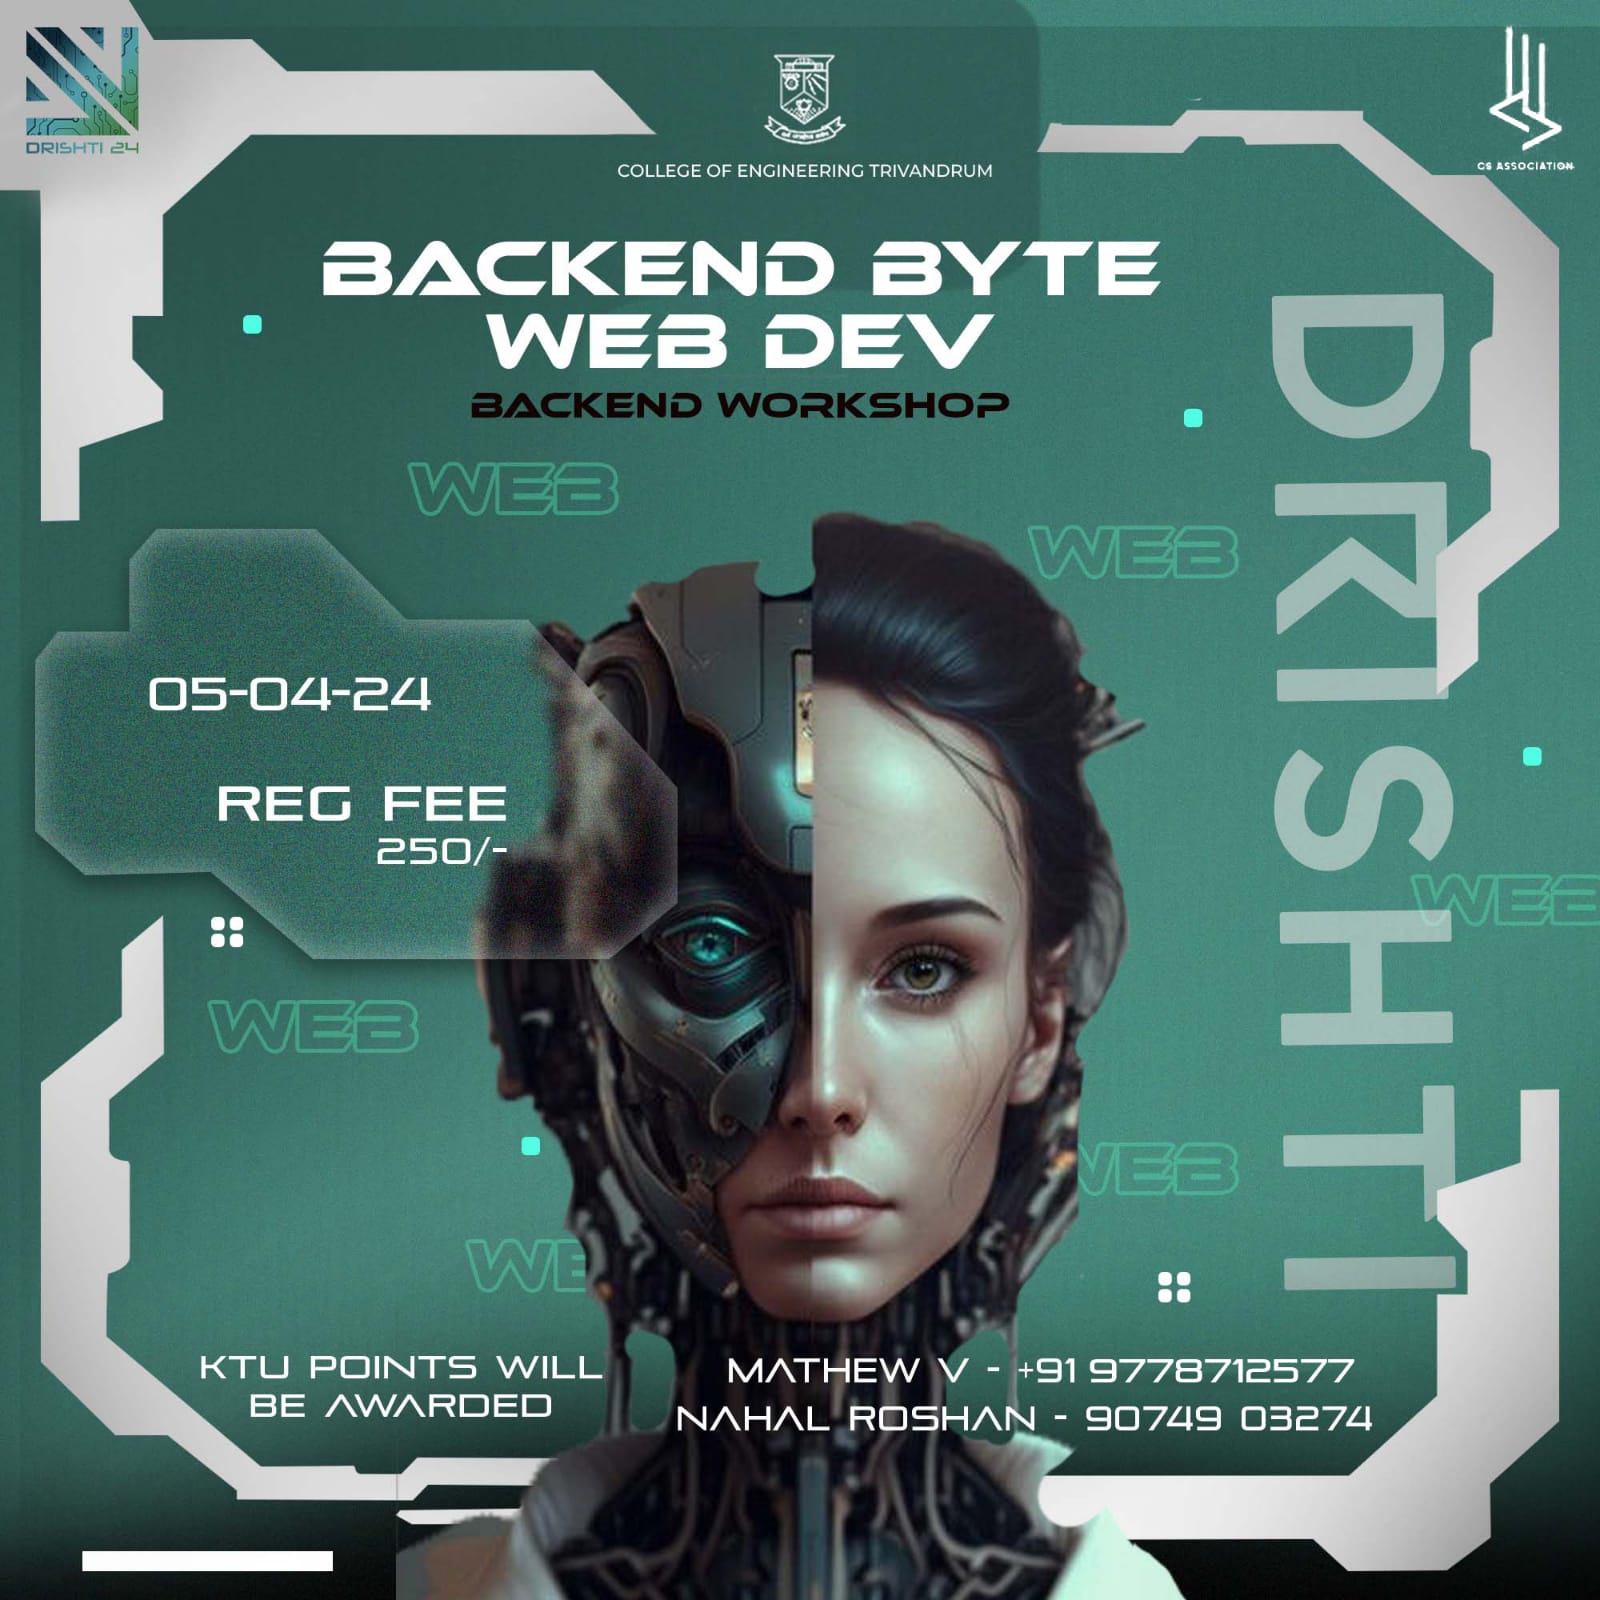 DRISHTI 24
COLLEGE OF ENGINEERING TRIVANDRUM
CS ASSOCIATION
BACKEND BYTE
WEB DEV
BACKEND WORKSHOP
DRISHTI
WEB
WEB
05-04-24
REG FEE
250/-
WEB
WEB
WEB
WE
KTU POINTS WILL
BE AWARDED
MATHEW V - +91 9778712577
NAHAL ROSHAN - 90749 03274